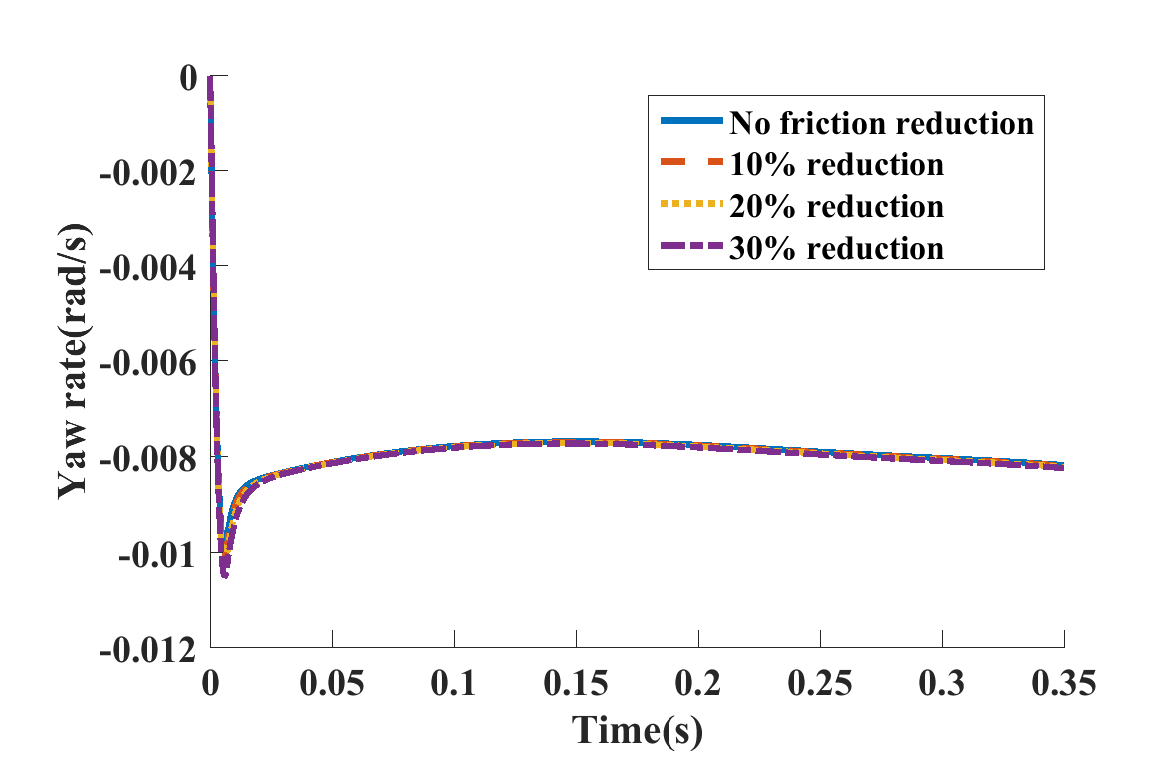 0
-0.002
-0.004
-0.006
-0.008
-0.01
-0.012
Yaw rate(rad/s)
No friction reduction
10% reduction
20% reduction
30% reduction
0 0.05 0.1 0.15 0.2 0.25 0.3 0.35
Time(s)